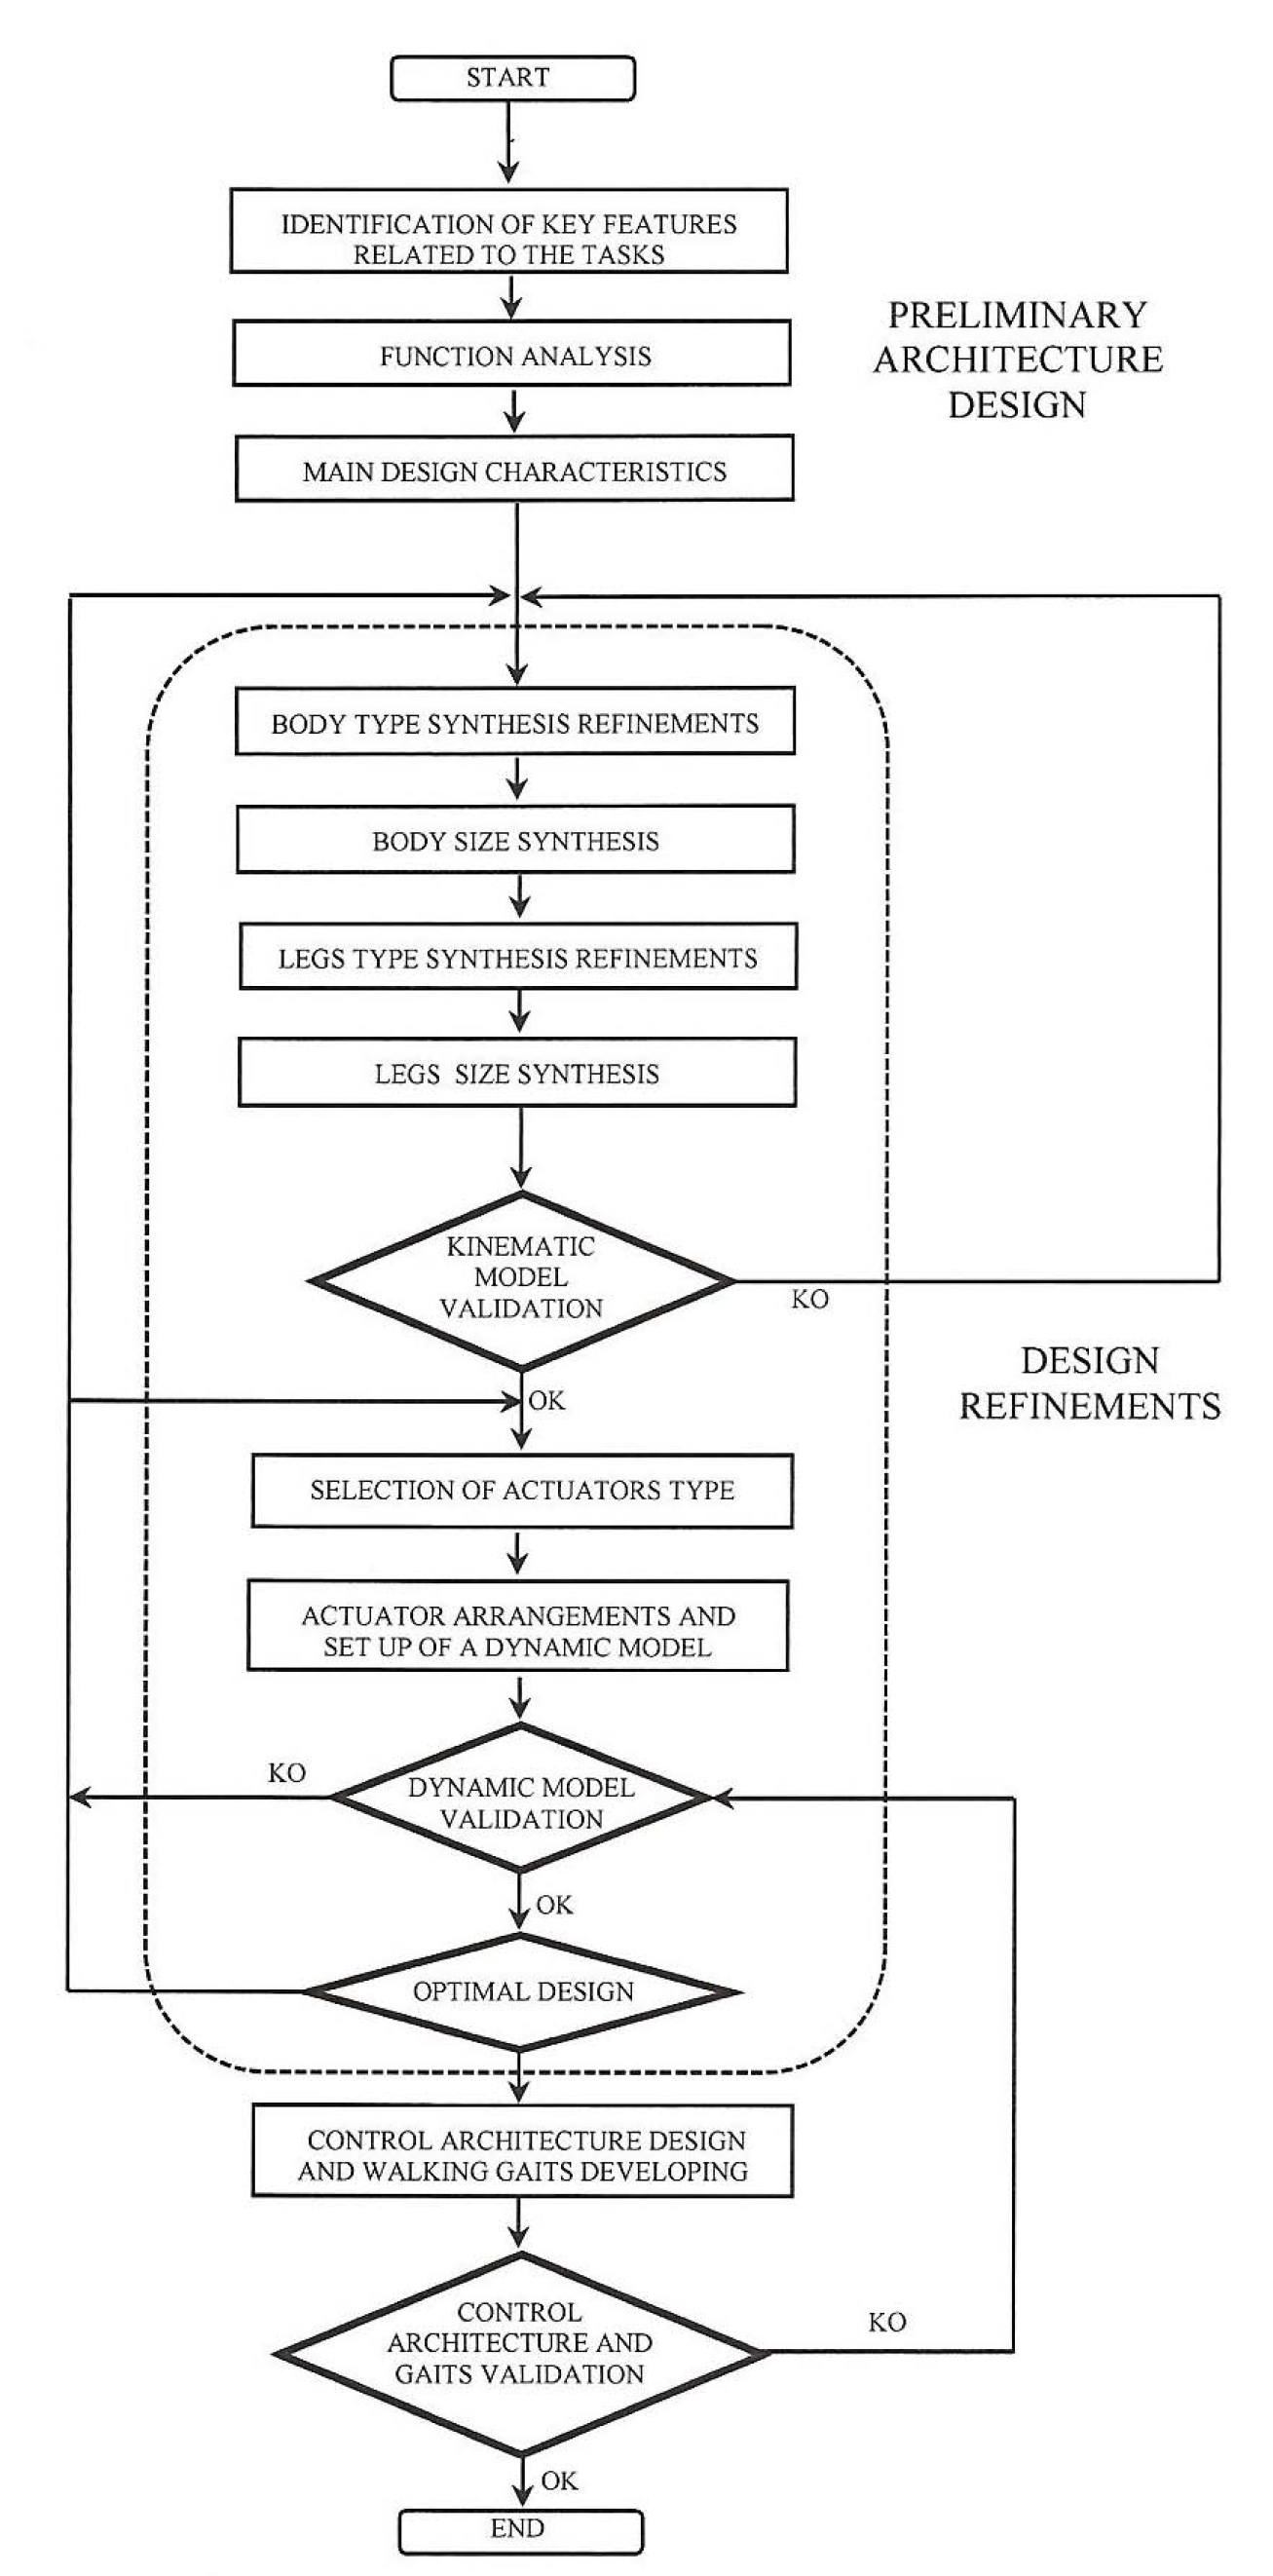 START
IDENTIFICATION OF KEY FEATURES
RELATED TO THE TASKS
FUNCTION ANALYSIS
PRELIMINARY
ARCHITECTURE
DESIGN
MAIN DESIGN CHARACTERISTICS
BODY TYPE SYNTHESIS REFINEMENTS
BODY SIZE SYNTHESIS
LEGS TYPE SYNTHESIS REFINEMENTS
LEGS SIZE SYNTHESIS
KINEMATIC
MODEL
VALIDATION
KO
OK
DESIGN
REFINEMENTS
SELECTION OF ACTUATORS TYPE
ACTUATOR ARRANGEMENTS AND
SET UP OF A DYNAMIC MODEL
KO
DYNAMIC MODEL
VALIDATION
OK
OPTIMAL DESIGN
CONTROL ARCHITECTURE DESIGN
AND WALKING GAITS DEVELOPING
CONTROL
ARCHITECTURE AND
GAITS VALIDATION
KO
OK
END